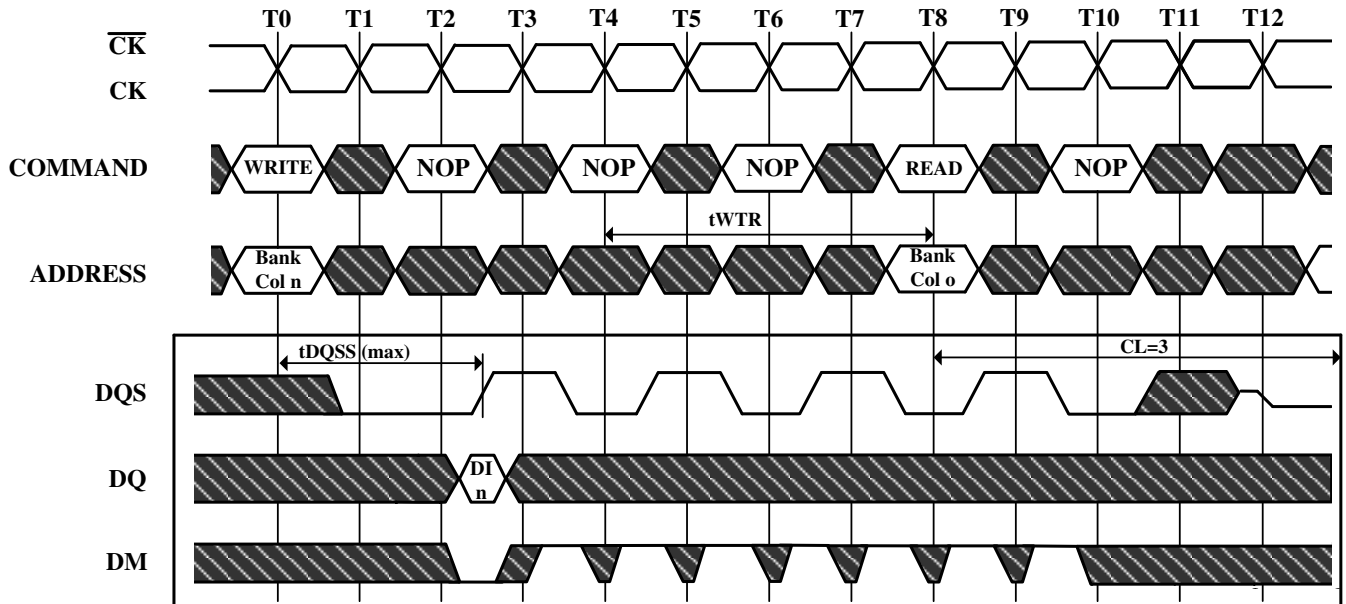 T0 T1 T2 T3 T4 T5 T6 T7 T8 T9 T10 T11 T12
CK
CK
COMMAND WRITE NOP NOP NOP READ NOP
tWTR
ADDRESS Bank Col n Bank Col o
tDQSS (max) CL=3
DQS
DQ DI n
DM